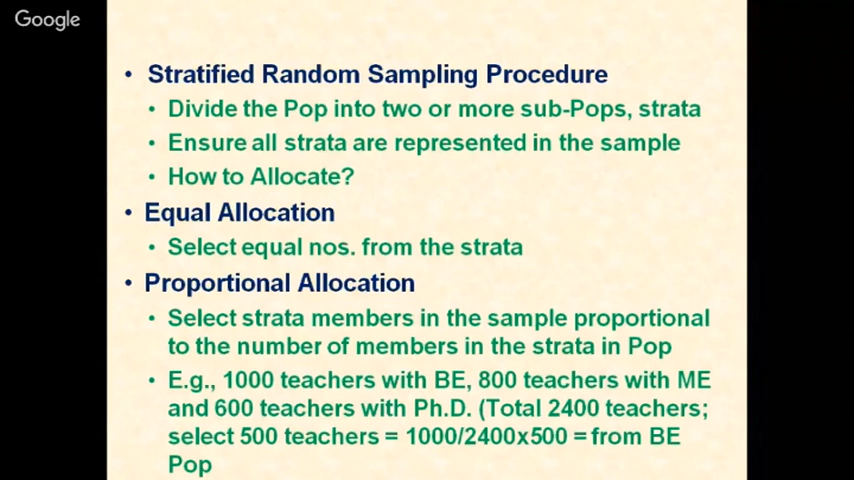 Google
• Stratified Random Sampling Procedure
• Divide the Pop into two or more sub-Pops, strata
• Ensure all strata are represented in the sample
• How to Allocate?
• Equal Allocation
• Select equal nos. from the strata
• Proportional Allocation
• Select strata members in the sample proportional
to the number of members in the strata in Pop
• E.g., 1000 teachers with BE, 800 teachers with ME
and 600 teachers with Ph.D. (Total 2400 teachers;
select 500 teachers = 1000/2400x500 = from BE
Pop